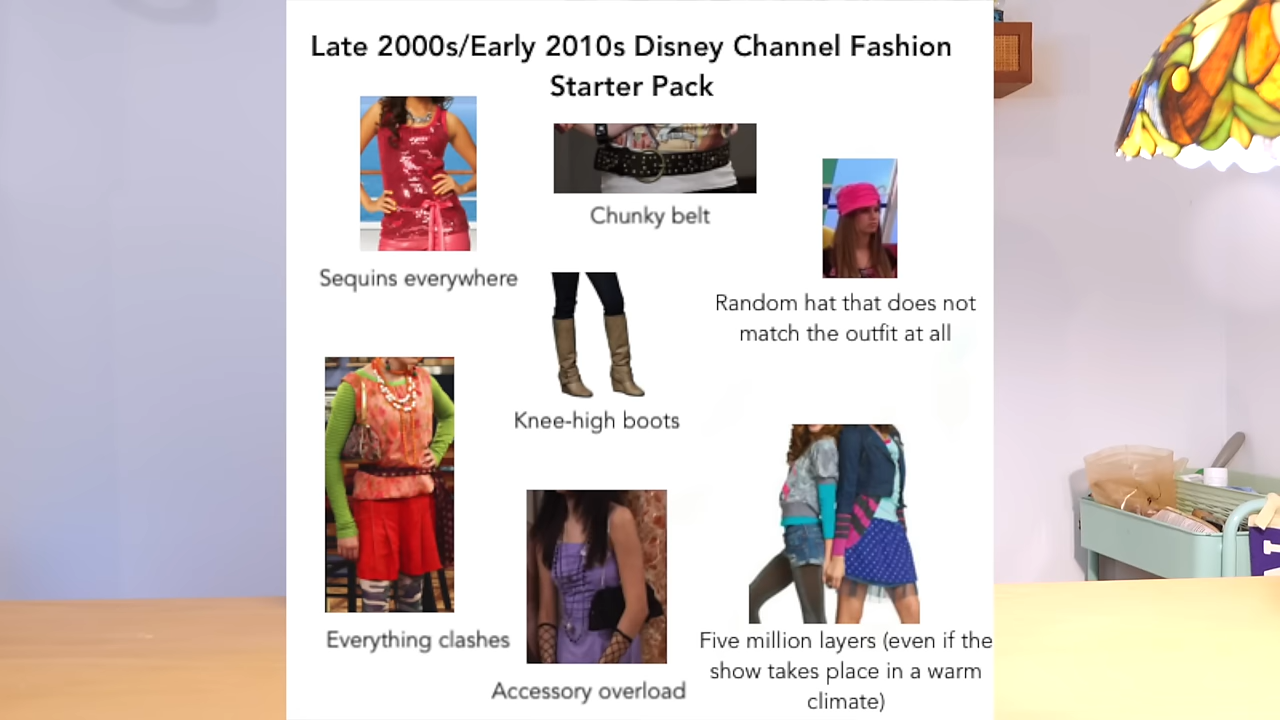 Late 2000s/Early 2010s Disney Channel Fashion
Starter Pack
Sequins everywhere
Chunky belt
Random hat that does not
match the outfit at all
Knee-high boots
Everything clashes
Accessory overload
Five million layers (even if the
show takes place in a warm
climate)